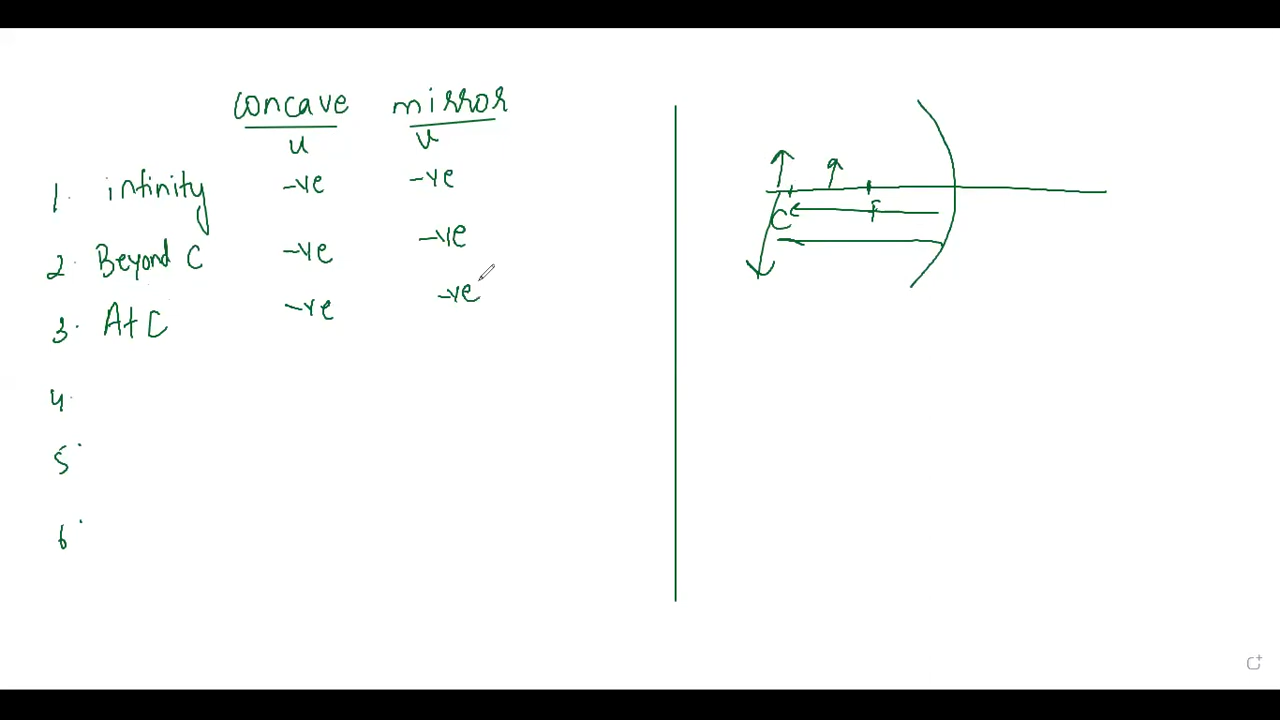 concave mirror
u v
1. infinity -ve -ve
2. Beyond C -ve -ve
3. At C -ve -ve
4.
5.
6.
C F